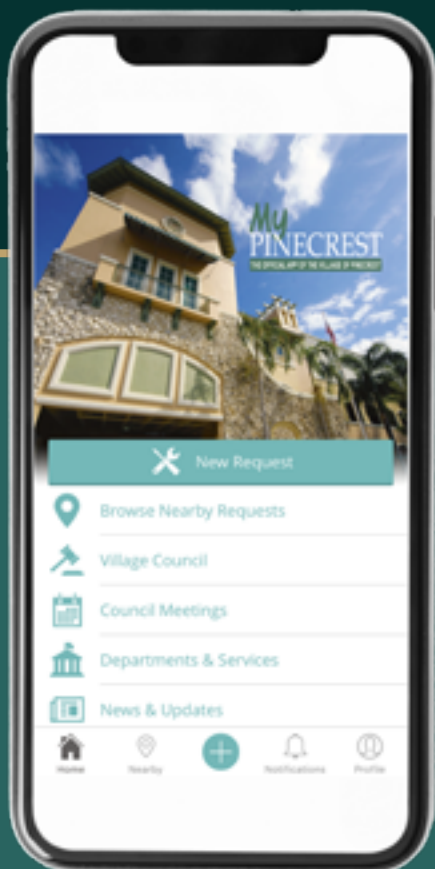 My
PINECREST
THE OFFICIAL APP OF THE VILLAGE OF PINECREST
New Request
Browse Nearby Requests
Village Council
Council Meetings
Departments & Services
News & Updates
Home
Nearby
Notifications
Profile